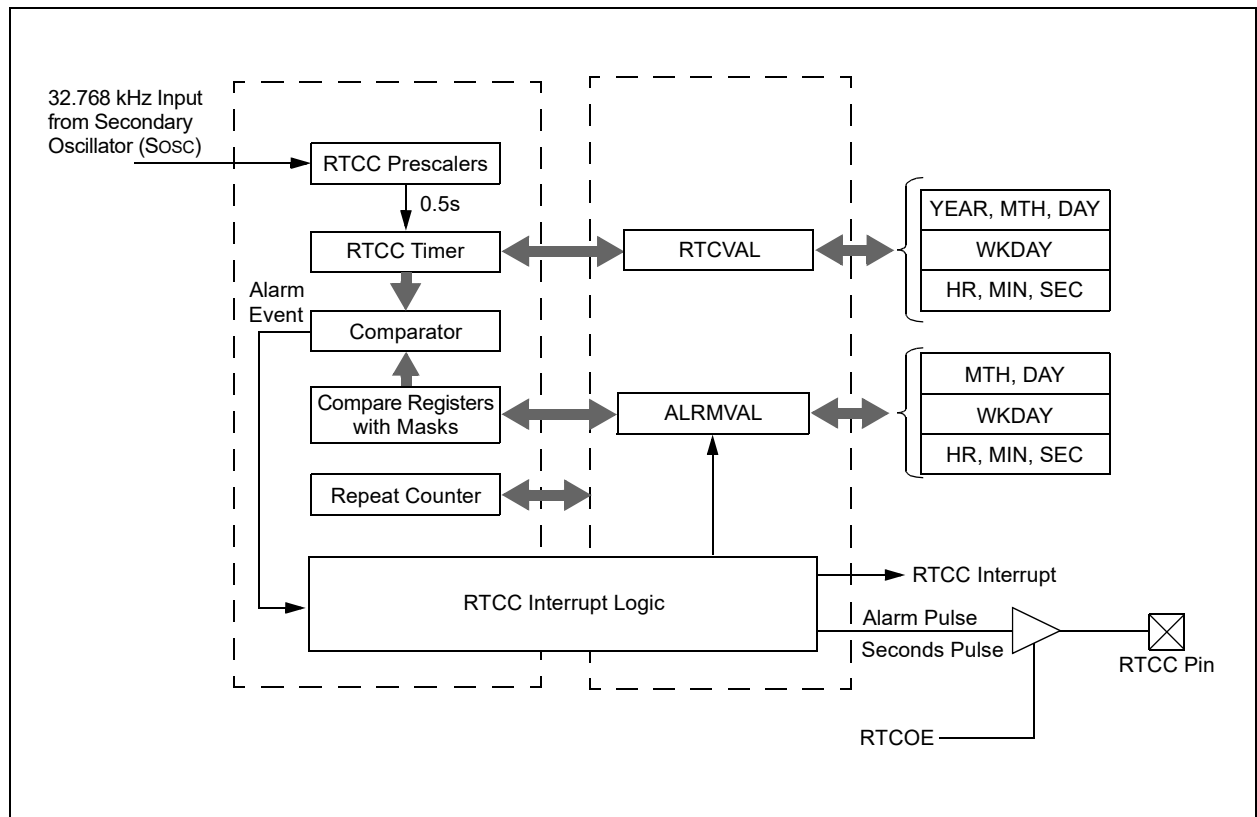 32.768 kHz Input
from Secondary
Oscillator (SOSC)
RTCC Prescalers
0.5s
RTCC Timer
RTCVAL
YEAR, MTH, DAY
WKDAY
HR, MIN, SEC
Alarm
Event
Comparator
Compare Registers
with Masks
ALRMVAL
MTH, DAY
WKDAY
HR, MIN, SEC
Repeat Counter
RTCC Interrupt Logic
RTCC Interrupt
Alarm Pulse
Seconds Pulse
RTCC Pin
RTCOE